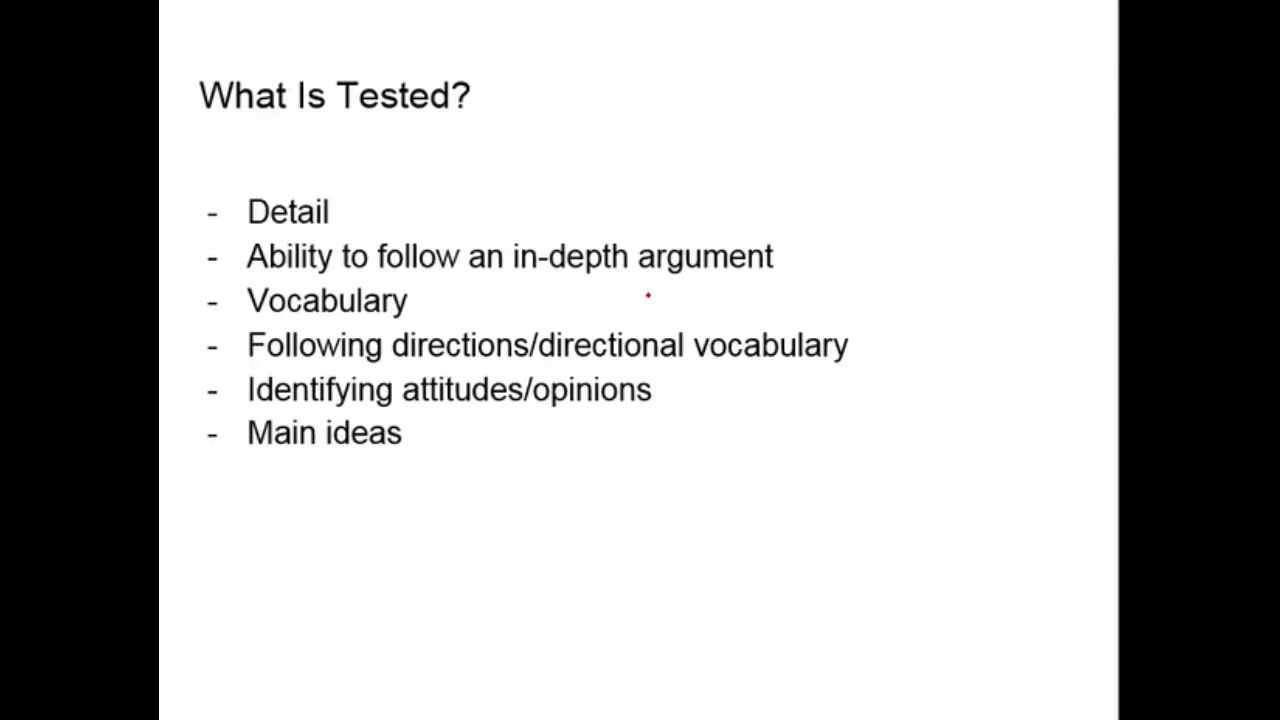 What Is Tested?
- Detail
- Ability to follow an in-depth argument
- Vocabulary
- Following directions/directional vocabulary
- Identifying attitudes/opinions
- Main ideas